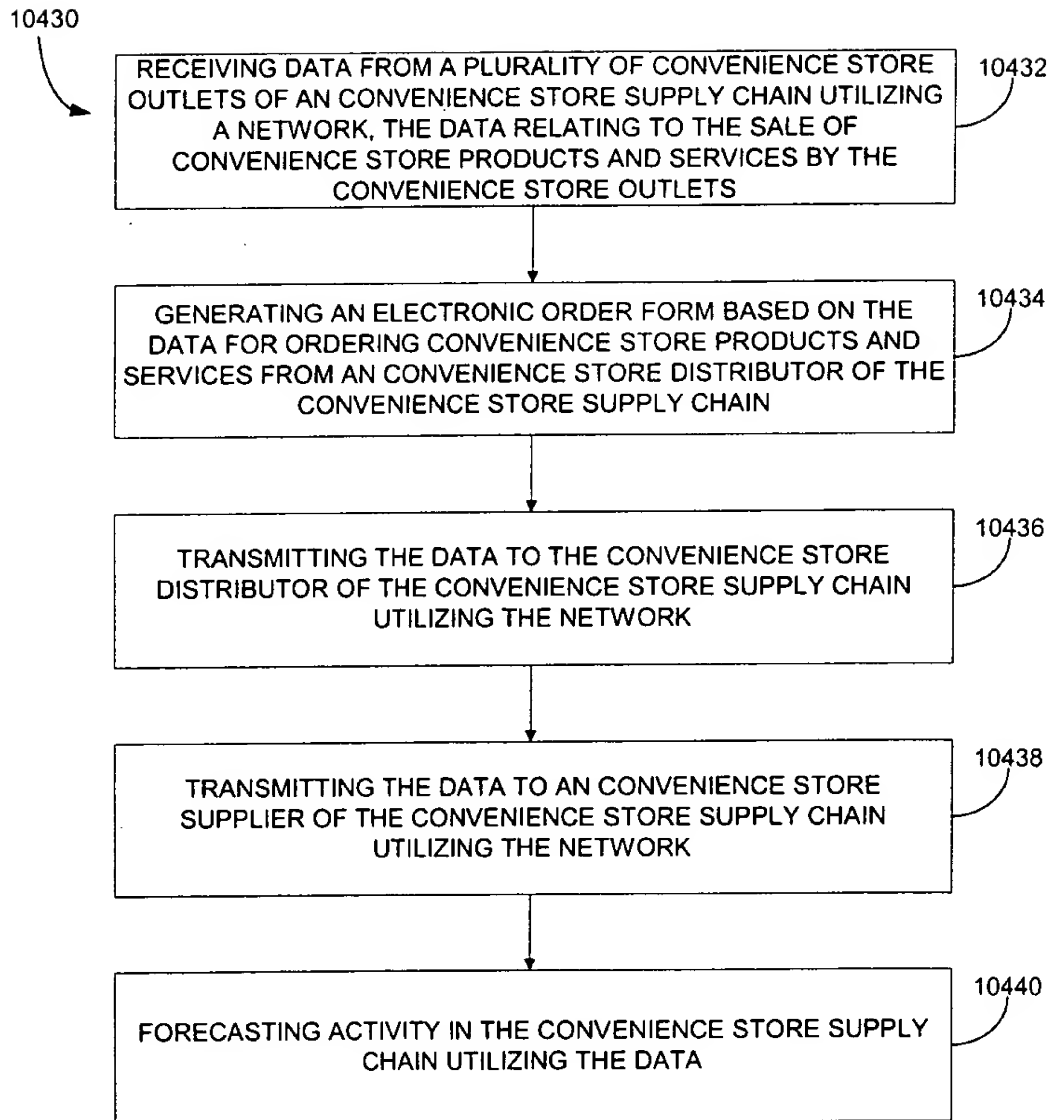 10430
RECEIVING DATA FROM A PLURALITY OF CONVENIENCE STORE
OUTLETS OF AN CONVENIENCE STORE SUPPLY CHAIN UTILIZING
A NETWORK, THE DATA RELATING TO THE SALE OF
CONVENIENCE STORE PRODUCTS AND SERVICES BY THE
CONVENIENCE STORE OUTLETS
10432
GENERATING AN ELECTRONIC ORDER FORM BASED ON THE
DATA FOR ORDERING CONVENIENCE STORE PRODUCTS AND
SERVICES FROM AN CONVENIENCE STORE DISTRIBUTOR OF THE
CONVENIENCE STORE SUPPLY CHAIN
10434
TRANSMITTING THE DATA TO THE CONVENIENCE STORE
DISTRIBUTOR OF THE CONVENIENCE STORE SUPPLY CHAIN
UTILIZING THE NETWORK
10436
TRANSMITTING THE DATA TO AN CONVENIENCE STORE
SUPPLIER OF THE CONVENIENCE STORE SUPPLY CHAIN
UTILIZING THE NETWORK
10438
FORECASTING ACTIVITY IN THE CONVENIENCE STORE SUPPLY
CHAIN UTILIZING THE DATA
10440